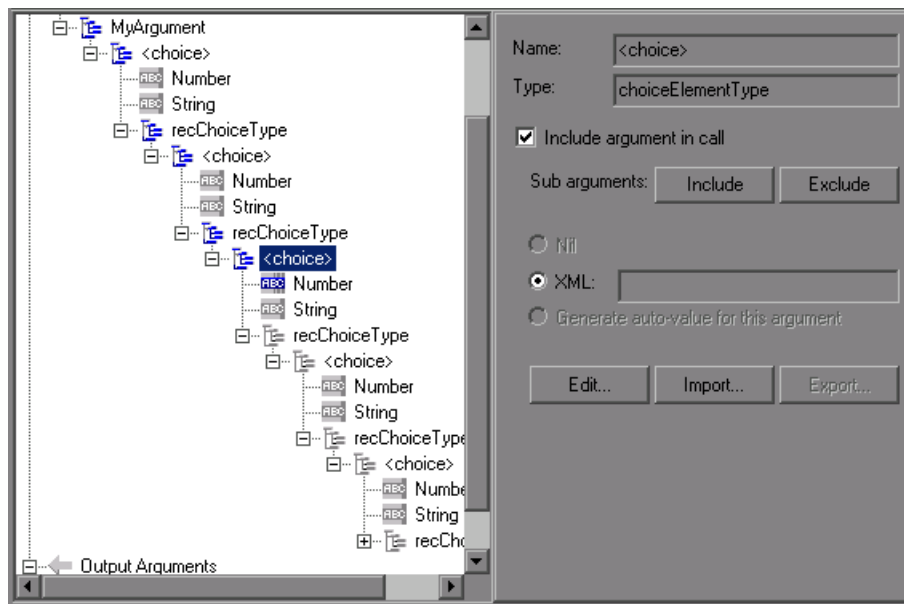 MyArgument
<choice>
Number
String
recChoiceType
<choice>
Number
String
recChoiceType
<choice>
Number
String
recChoiceType
<choice>
Number
String
recChoiceType
<choice>
Numbe
String
recCho
Output Arguments
Name: <choice>
Type: choiceElementType
Include argument in call
Sub arguments: Include Exclude
Nil
XML:
Generate auto-value for this argument
Edit... Import... Export...